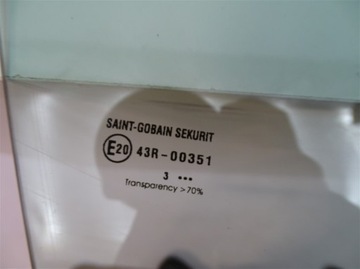 SAINT-GOBAIN SEKURIT
E20 43R-00351
3 •••
Transparency >70%